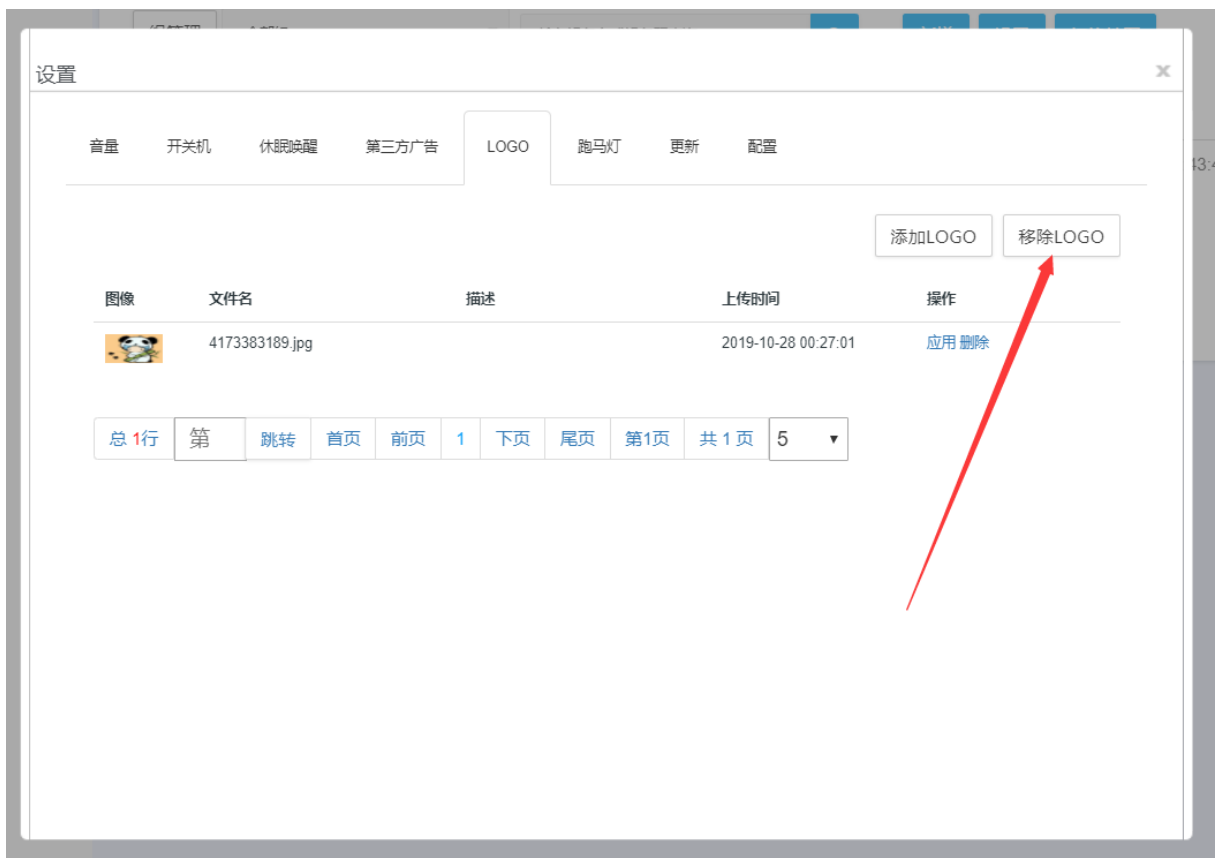 设置
x
音量 开关机 休眠唤醒 第三方广告 LOGO 跑马灯 更新 配置
添加LOGO 移除LOGO
图像 文件名 描述 上传时间 操作
4173383189.jpg 2019-10-28 00:27:01 应用 删除
总 1行 第 跳转 首页 前页 1 下页 尾页 第1页 共 1 页 5